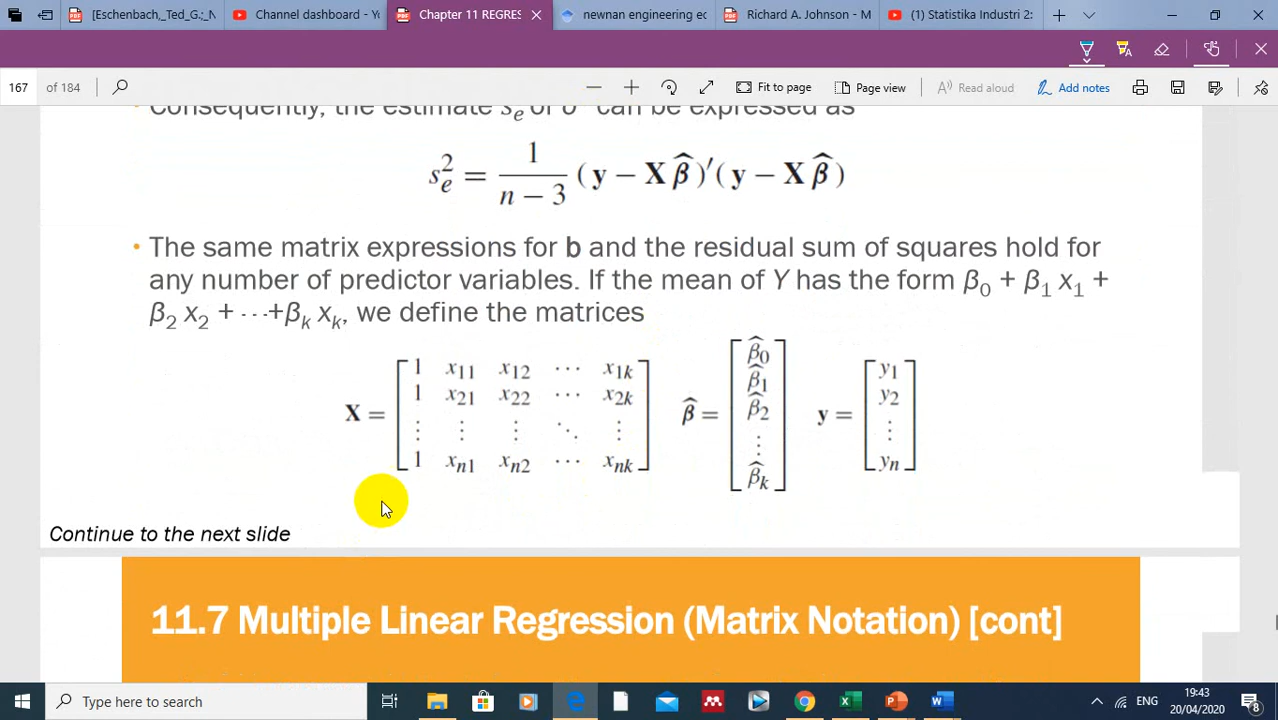 [Eschenbach,_Ted_G.;_N
Channel dashboard - Yo
Chapter 11 REGRES
newnan engineering ec
Richard A. Johnson - M
(1) Statistika Industri 2:
167 of 184
Fit to page
Page view
Read aloud
Add notes
Consequently, the estimate s_e of σ can be expressed as
s_e^2 = 1/(n − 3) (y − X β̂)′(y − X β̂)
• The same matrix expressions for b and the residual sum of squares hold for
any number of predictor variables. If the mean of Y has the form β0 + β1 x1 +
β2 x2 + ···+βk xk, we define the matrices
X = [1 x11 x12 ⋯ x1k
1 x21 x22 ⋯ x2k
⋮ ⋮ ⋮ ⋱ ⋮
1 xn1 xn2 ⋯ xnk]
β̂ = [β̂0
β̂1
β̂2
⋮
β̂k]
y = [y1
y2
⋮
yn]
Continue to the next slide
11.7 Multiple Linear Regression (Matrix Notation) [cont]
Type here to search
ENG
19:43
20/04/2020
8